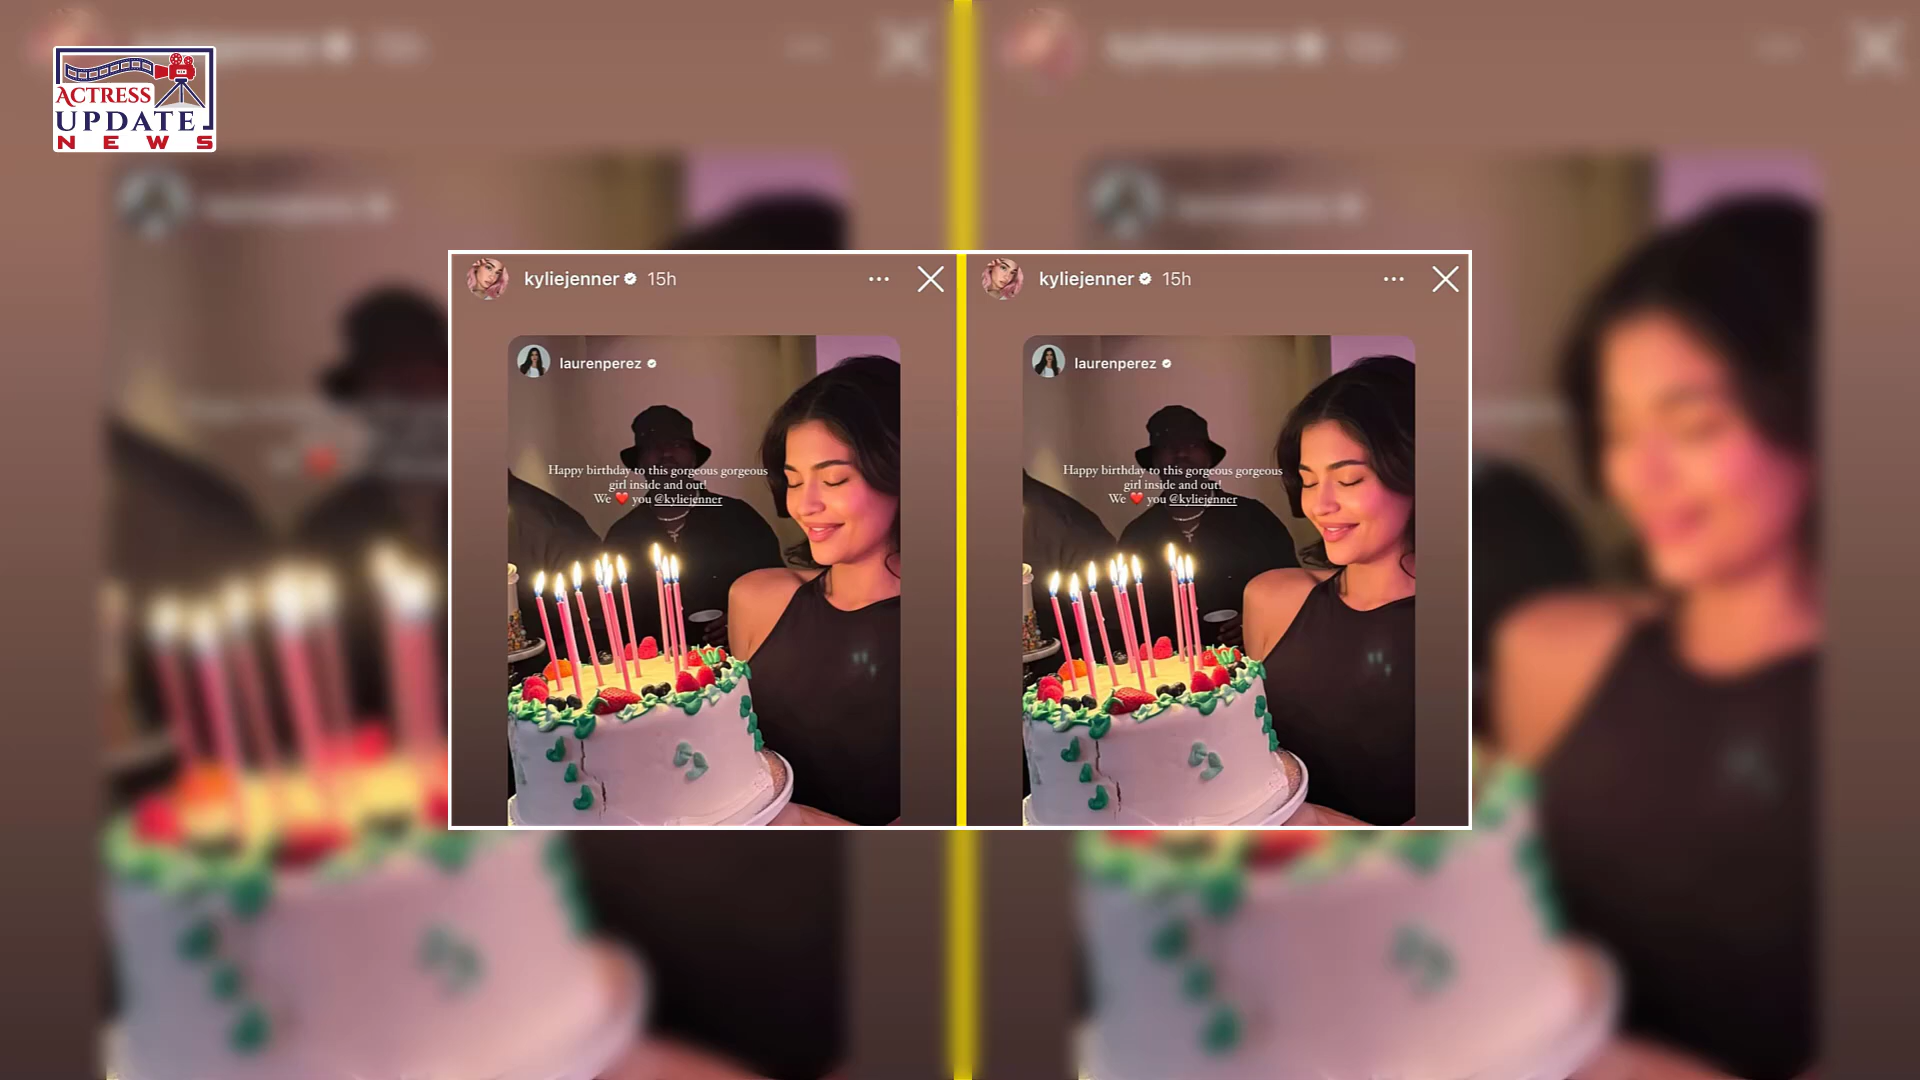 ACTRESS
UPDATE
NEWS
kyliejenner 15h
laurenperez
Happy birthday to this gorgeous gorgeous
girl inside and out!
We ❤️ you @kyliejenner
kyliejenner 15h
laurenperez
Happy birthday to this gorgeous gorgeous
girl inside and out!
We ❤️ you @kyliejenner